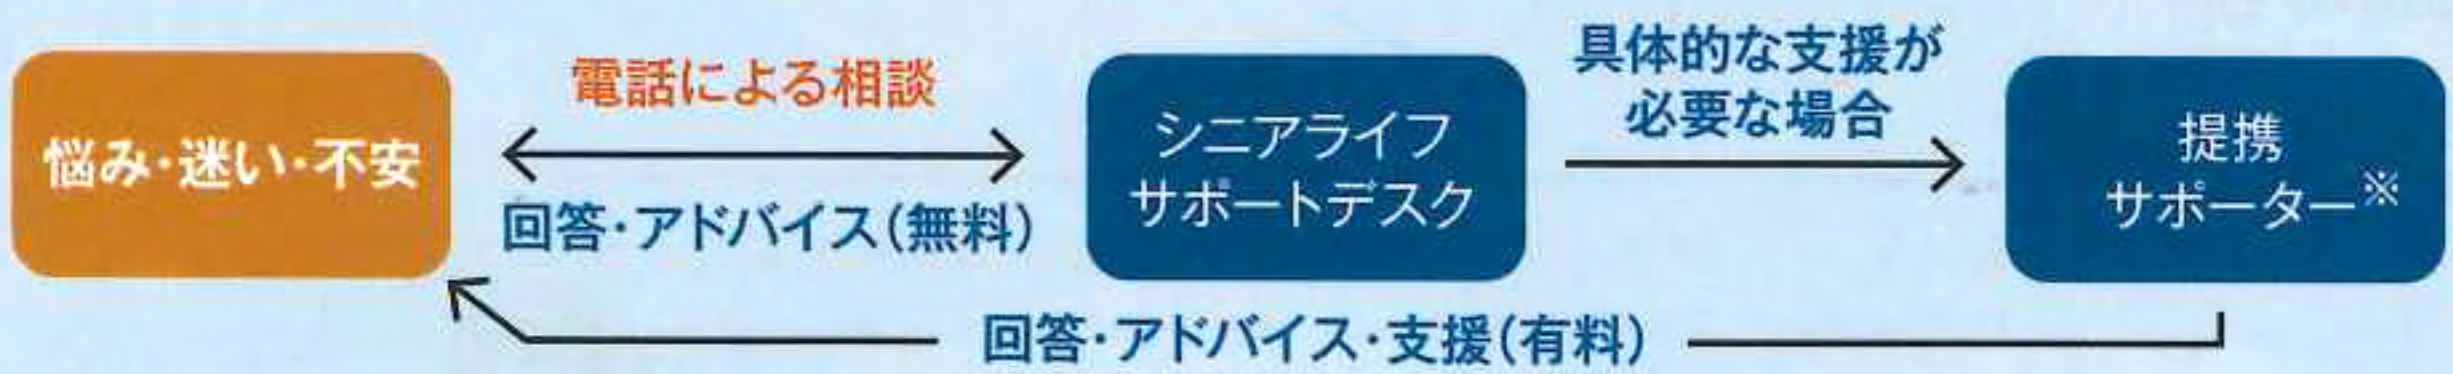 悩み・迷い・不安
電話による相談
回答・アドバイス(無料)
シニアライフ
サポートデスク
具体的な支援が
必要な場合
提携
サポーター※
回答・アドバイス・支援(有料)